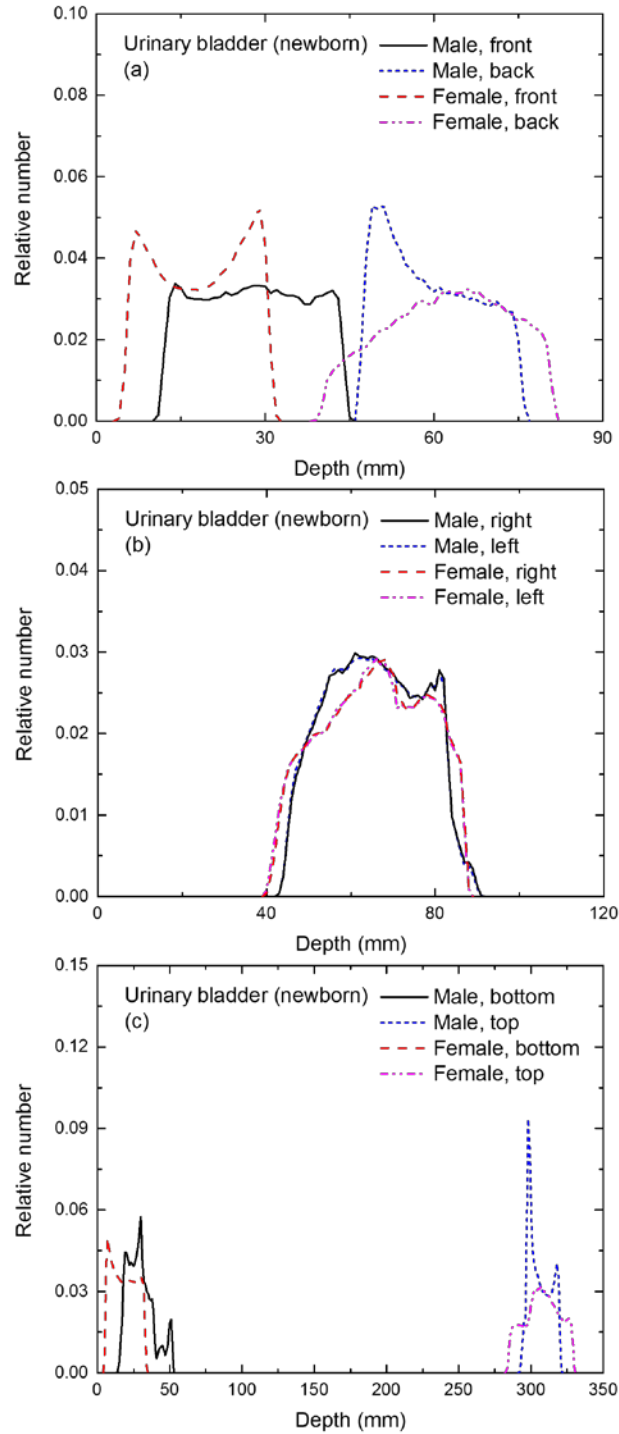 Urinary bladder (newborn)
(a)
Male, front
Male, back
Female, front
Female, back
0.10
0.08
0.06
0.04
0.02
0.00
Relative number
0
30
60
90
Depth (mm)
Urinary bladder (newborn)
(b)
Male, right
Male, left
Female, right
Female, left
0.05
0.04
0.03
0.02
0.01
0.00
Relative number
0
40
80
120
Depth (mm)
Urinary bladder (newborn)
(c)
Male, bottom
Male, top
Female, bottom
Female, top
0.15
0.12
0.09
0.06
0.03
0.00
Relative number
0
50
100
150
200
250
300
350
Depth (mm)